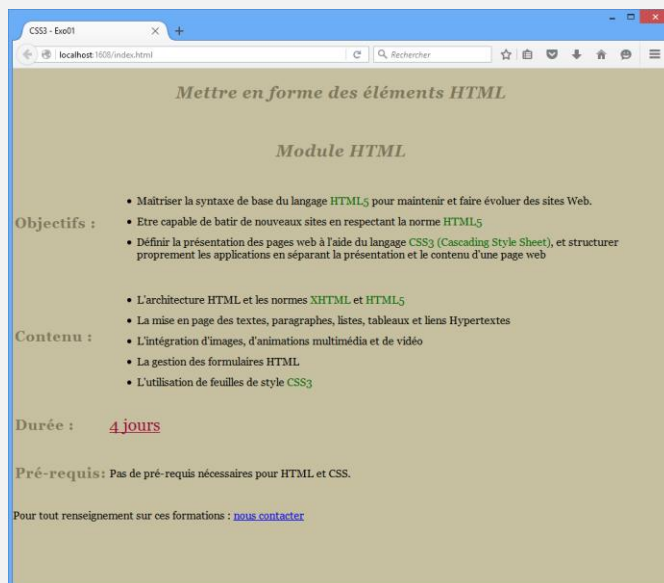 CSS3 - Exo01
localhost:1608/index.html
Rechercher
Mettre en forme des éléments HTML
Module HTML
Objectifs :
• Maîtriser la syntaxe de base du langage HTML5 pour maintenir et faire évoluer des sites Web.
• Etre capable de batir de nouveaux sites en respectant la norme HTML5
• Définir la présentation des pages web à l'aide du langage CSS3 (Cascading Style Sheet), et structurer
proprement les applications en séparant la présentation et le contenu d'une page web
Contenu :
• L'architecture HTML et les normes XHTML et HTML5
• La mise en page des textes, paragraphes, listes, tableaux et liens Hypertextes
• L'intégration d'images, d'animations multimédia et de vidéo
• La gestion des formulaires HTML
• L'utilisation de feuilles de style CSS3
Durée : 4 jours
Pré-requis: Pas de pré-requis nécessaires pour HTML et CSS.
Pour tout renseignement sur ces formations : nous contacter